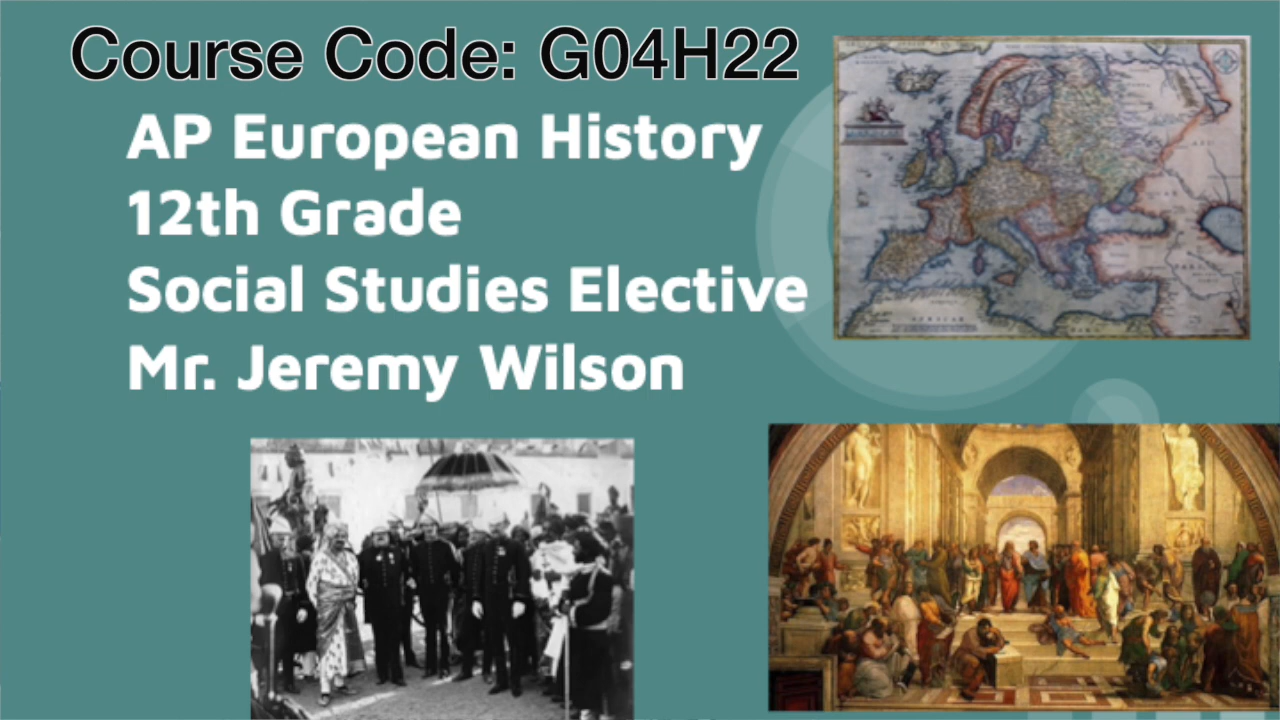 Course Code: G04H22
AP European History
12th Grade
Social Studies Elective
Mr. Jeremy Wilson